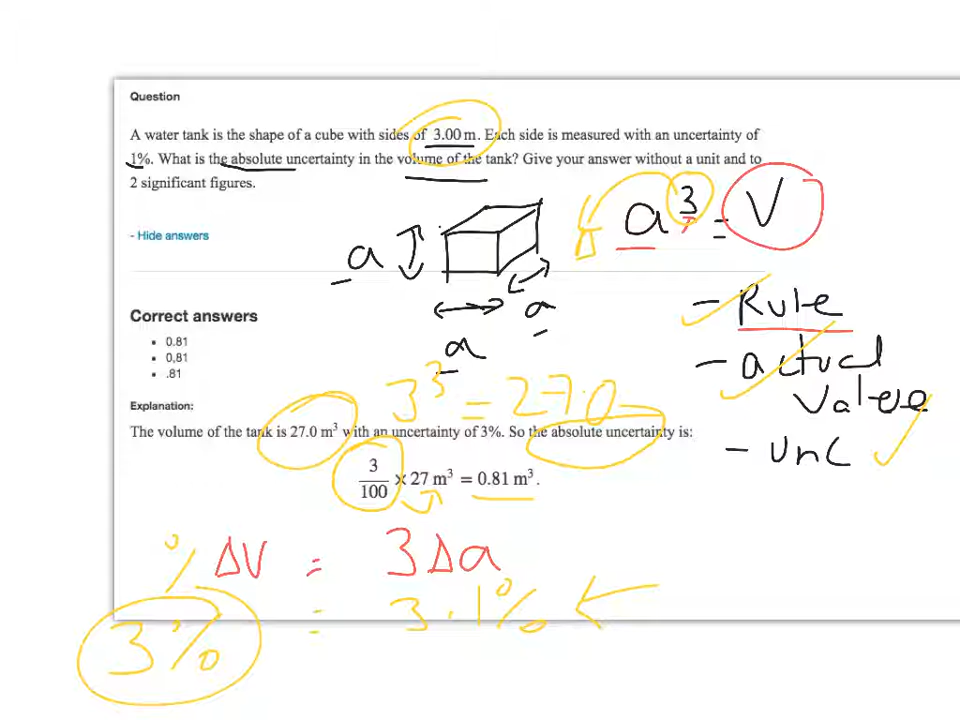 Question
A water tank is the shape of a cube with sides of 3.00 m. Each side is measured with an uncertainty of
1%. What is the absolute uncertainty in the volume of the tank? Give your answer without a unit and to
2 significant figures.
a³ = V
- Hide answers
a
a
a
- Rule
- actual
Value
- unc
Correct answers
• 0.81
• 0,81
• .81
3³ = 27.0
Explanation:
The volume of the tank is 27.0 m³ with an uncertainty of 3%. So the absolute uncertainty is:
3/100 × 27 m³ = 0.81 m³.
% ΔV = 3Δa
3% = 3.1%